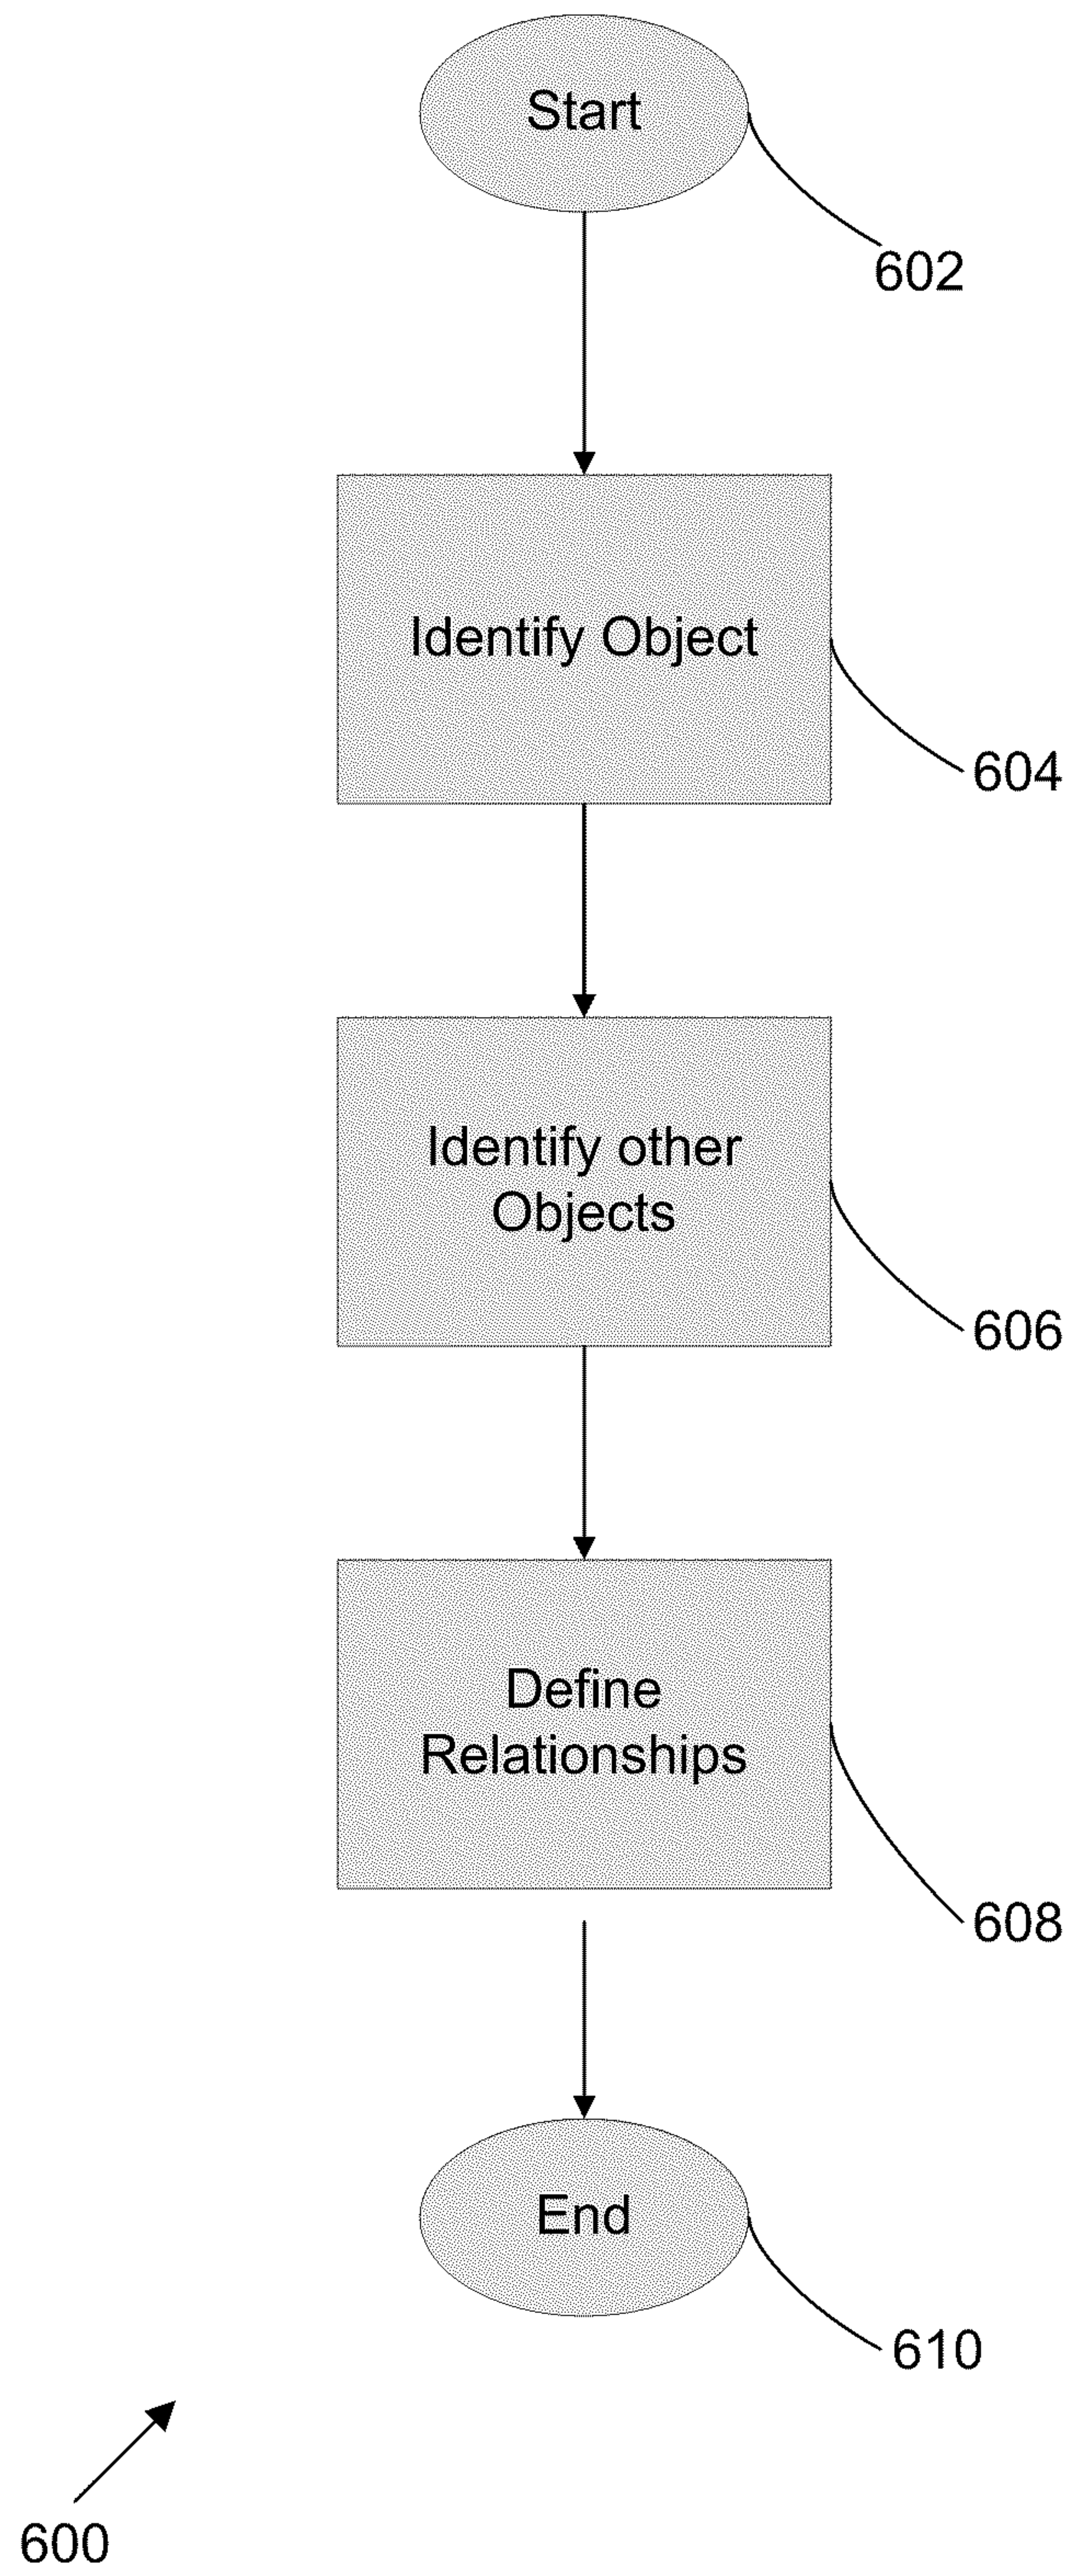 Start
602
Identify Object
604
Identify other
Objects
606
Define
Relationships
608
End
610
600